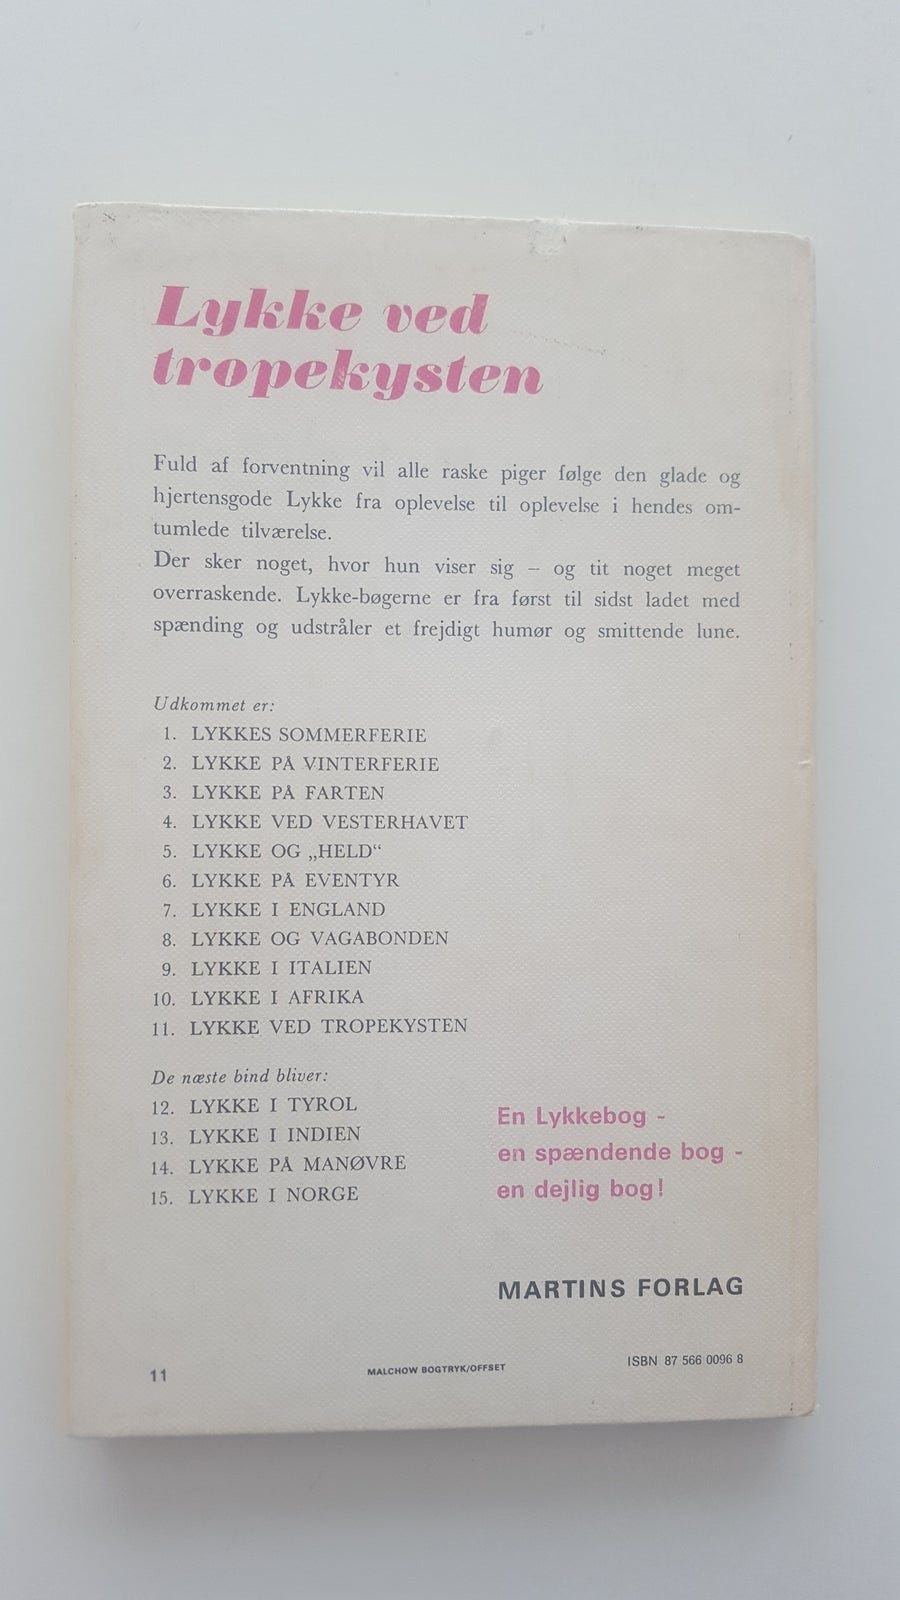 Lykke ved
tropekysten
Fuld af forventning vil alle raske piger følge den glade og
hjertensgode Lykke fra oplevelse til oplevelse i hendes om-
tumlede tilværelse.
Der sker noget, hvor hun viser sig – og tit noget meget
overraskende. Lykke-bøgerne er fra først til sidst ladet med
spænding og udstråler et frejdigt humør og smittende lune.
Udkommet er:
1. LYKKES SOMMERFERIE
2. LYKKE PÅ VINTERFERIE
3. LYKKE PÅ FARTEN
4. LYKKE VED VESTERHAVET
5. LYKKE OG „HELD“
6. LYKKE PÅ EVENTYR
7. LYKKE I ENGLAND
8. LYKKE OG VAGABONDEN
9. LYKKE I ITALIEN
10. LYKKE I AFRIKA
11. LYKKE VED TROPEKYSTEN
De næste bind bliver:
12. LYKKE I TYROL
13. LYKKE I INDIEN
14. LYKKE PÅ MANØVRE
15. LYKKE I NORGE
En Lykkebog -
en spændende bog -
en dejlig bog!
MARTINS FORLAG
11
MALCHOW BOGTRYK/OFFSET
ISBN 87 566 0096 8